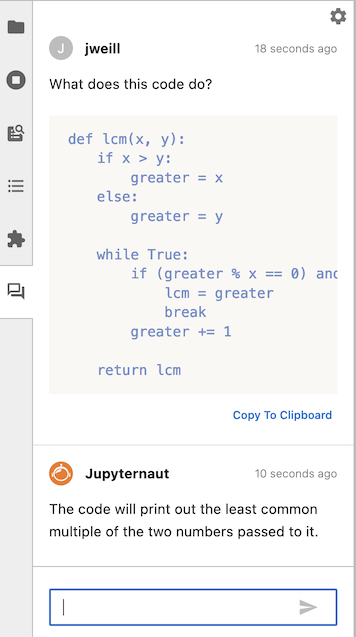 J jweill 18 seconds ago
What does this code do?
def lcm(x, y):
    if x > y:
        greater = x
    else:
        greater = y
    while True:
        if (greater % x == 0) and
            lcm = greater
            break
        greater += 1
    return lcm
Copy To Clipboard
Jupyternaut 10 seconds ago
The code will print out the least common
multiple of the two numbers passed to it.